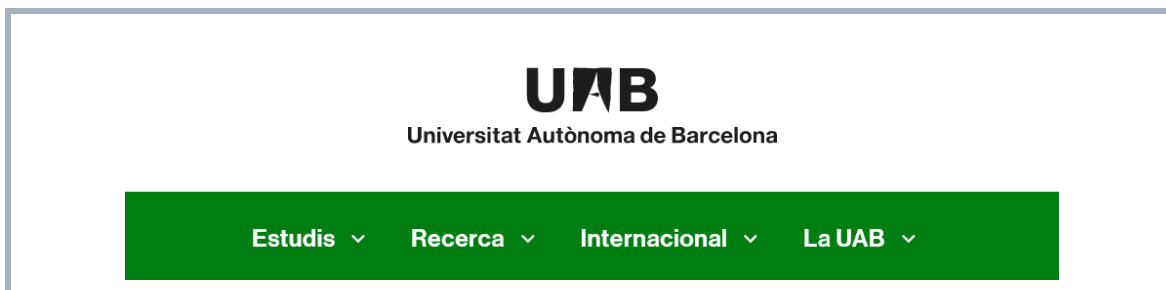 UAB
Universitat Autònoma de Barcelona
Estudis Recerca Internacional La UAB